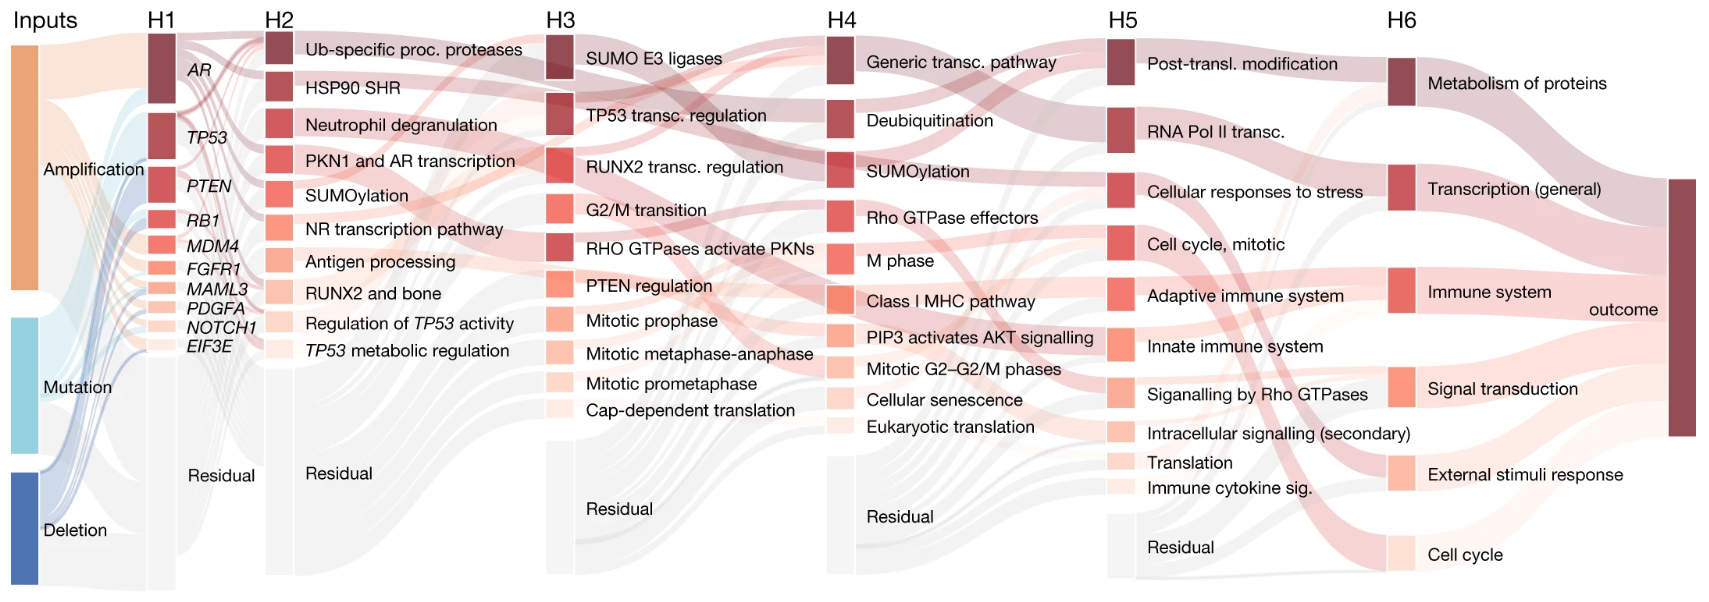 Inputs
H1
H2
H3
H4
H5
H6
Amplification
Mutation
Deletion
AR
TP53
PTEN
RB1
MDM4
FGFR1
MAML3
PDGFA
NOTCH1
EIF3E
Residual
Ub-specific proc. proteases
HSP90 SHR
Neutrophil degranulation
PKN1 and AR transcription
SUMOylation
NR transcription pathway
Antigen processing
RUNX2 and bone
Regulation of TP53 activity
TP53 metabolic regulation
Residual
SUMO E3 ligases
TP53 transc. regulation
RUNX2 transc. regulation
G2/M transition
RHO GTPases activate PKNs
PTEN regulation
Mitotic prophase
Mitotic metaphase-anaphase
Mitotic prometaphase
Cap-dependent translation
Residual
Generic transc. pathway
Deubiquitination
SUMOylation
Rho GTPase effectors
M phase
Class I MHC pathway
PIP3 activates AKT signalling
Mitotic G2–G2/M phases
Cellular senescence
Eukaryotic translation
Residual
Post-transl. modification
RNA Pol II transc.
Cellular responses to stress
Cell cycle, mitotic
Adaptive immune system
Innate immune system
Siganalling by Rho GTPases
Intracellular signalling (secondary)
Translation
Immune cytokine sig.
Residual
Metabolism of proteins
Transcription (general)
Immune system
Signal transduction
External stimuli response
Cell cycle
outcome